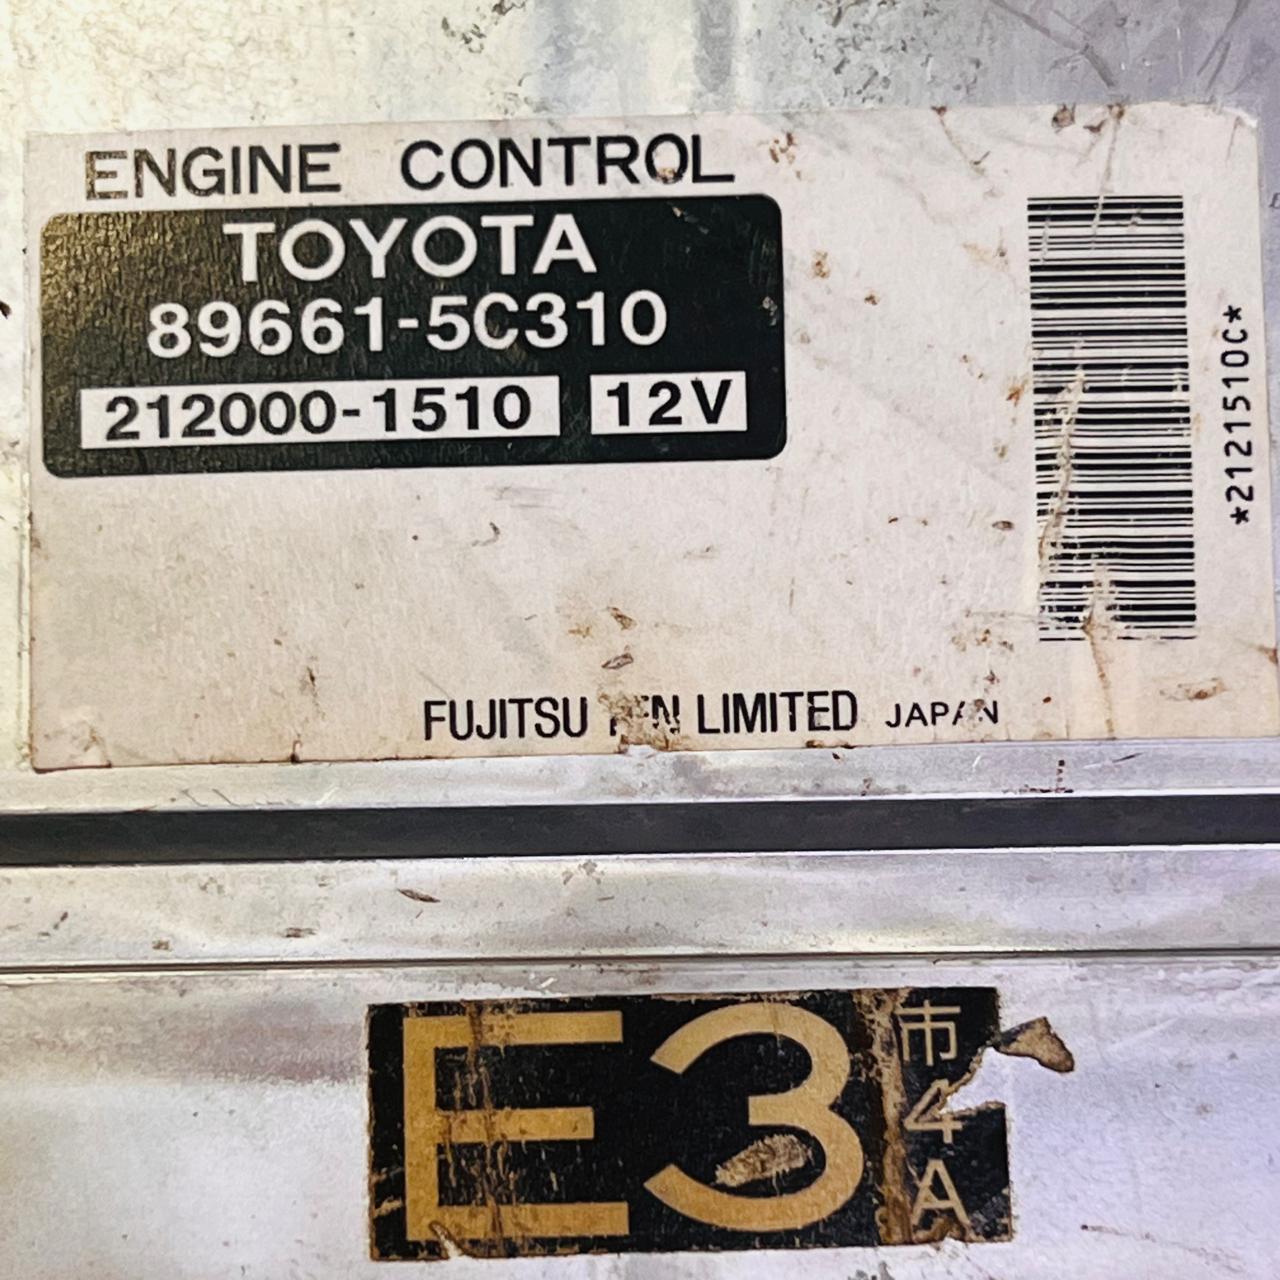 ENGINE CONTROL
TOYOTA
89661-5C310
212000-1510 12V
*2121510C*
FUJITSU LIMITED JAPAN
E3
市
4
A